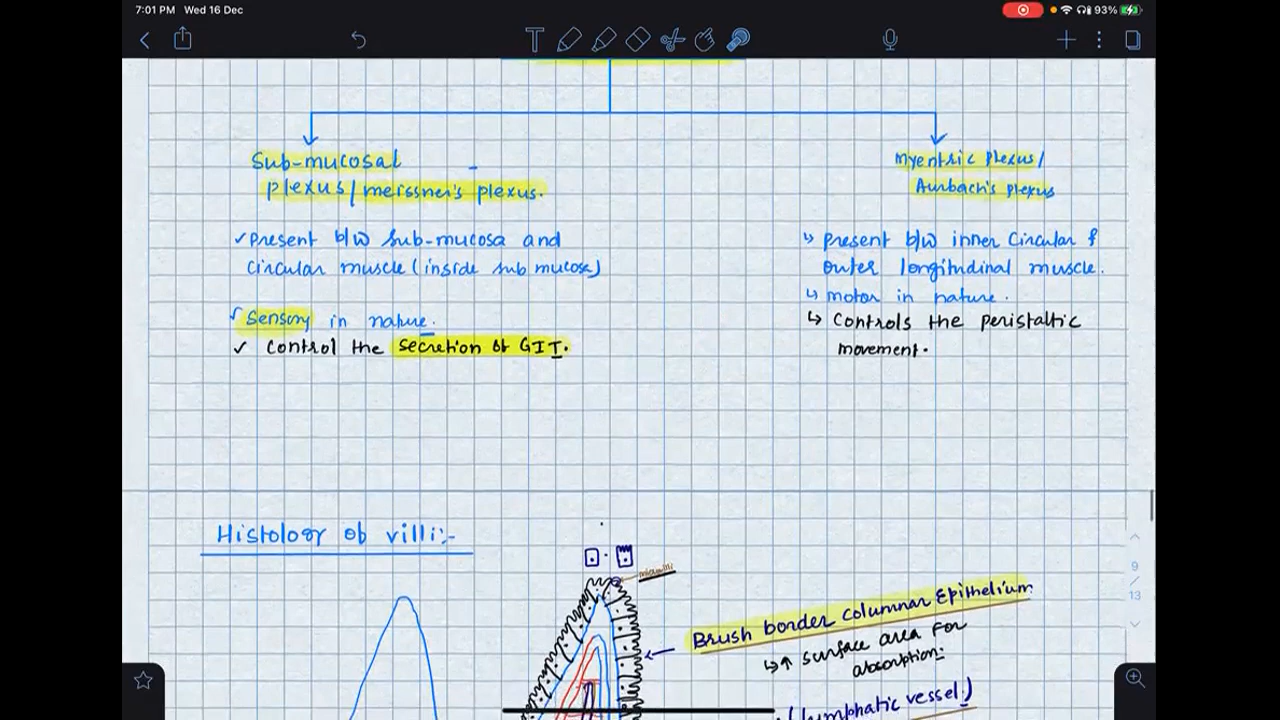 7:01 PM Wed 16 Dec
93%
Sub-mucosal
plexus/meissner's plexus.
✓Present b/w sub-mucosa and
Circular muscle (inside sub mucosa)
✓Sensory in nature.
✓ Control the secretion of GIT.
Myentric plexus/
Aurbach's plexus
↳ Present b/w inner Circular &
outer longitudinal muscle.
↳ motor in nature.
↳ Controls the peristaltic
movement.
Histology of villi:-
microvilli
Brush border columnar Epithelium
↳↑ surface area for
absorption.
(lymphatic vessel)
9
/
13